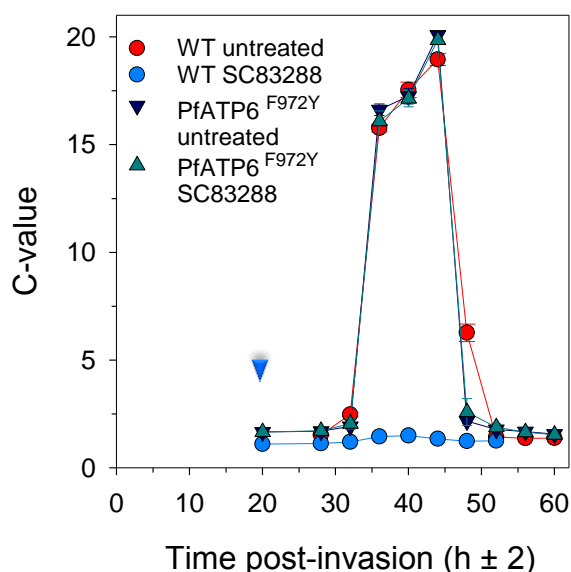 20
15
10
5
0
C-value
WT untreated
WT SC83288
PfATP6 F972Y
untreated
PfATP6 F972Y
SC83288
0 10 20 30 40 50 60
Time post-invasion (h ± 2)